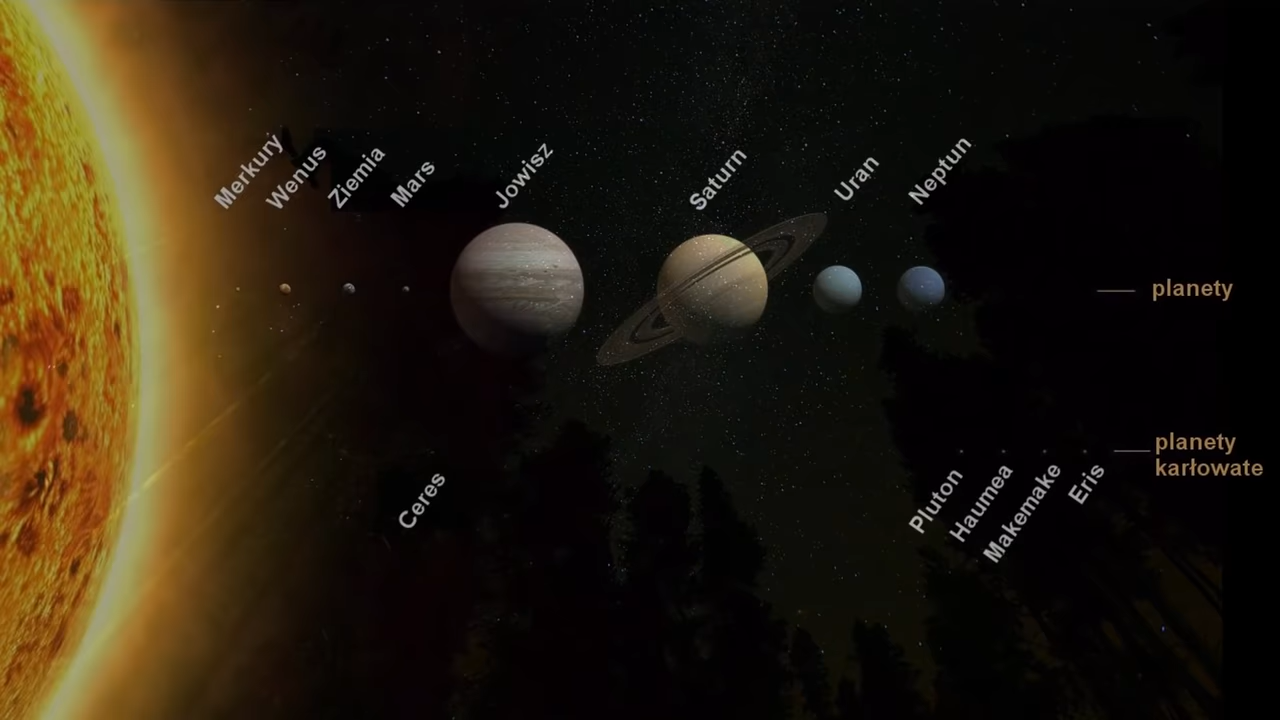 Merkury
Wenus
Ziemia
Mars
Jowisz
Saturn
Uran
Neptun
planety
Ceres
Pluton
Haumea
Makemake
Eris
planety
karłowate